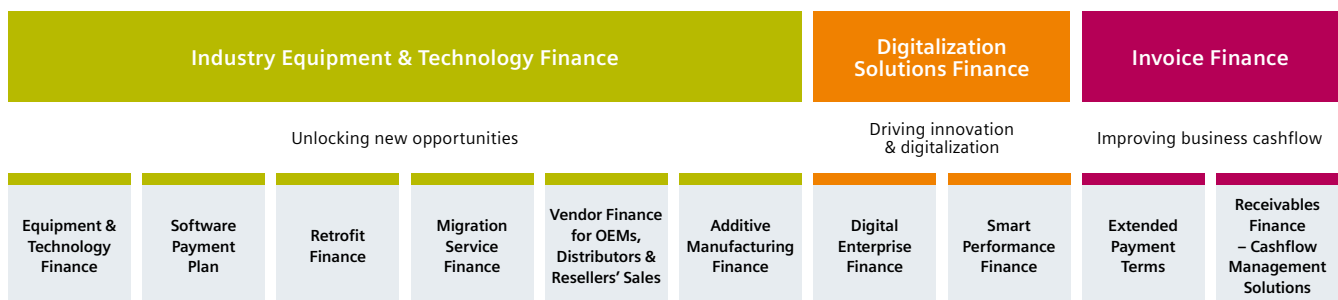 Industry Equipment & Technology Finance
Digitalization
Solutions Finance
Invoice Finance
Unlocking new opportunities
Driving innovation
& digitalization
Improving business cashflow
Equipment &
Technology
Finance
Software
Payment
Plan
Retrofit
Finance
Migration
Service
Finance
Vendor Finance
for OEMs,
Distributors &
Resellers’ Sales
Additive
Manufacturing
Finance
Digital
Enterprise
Finance
Smart
Performance
Finance
Extended
Payment
Terms
Receivables
Finance
– Cashflow
Management
Solutions